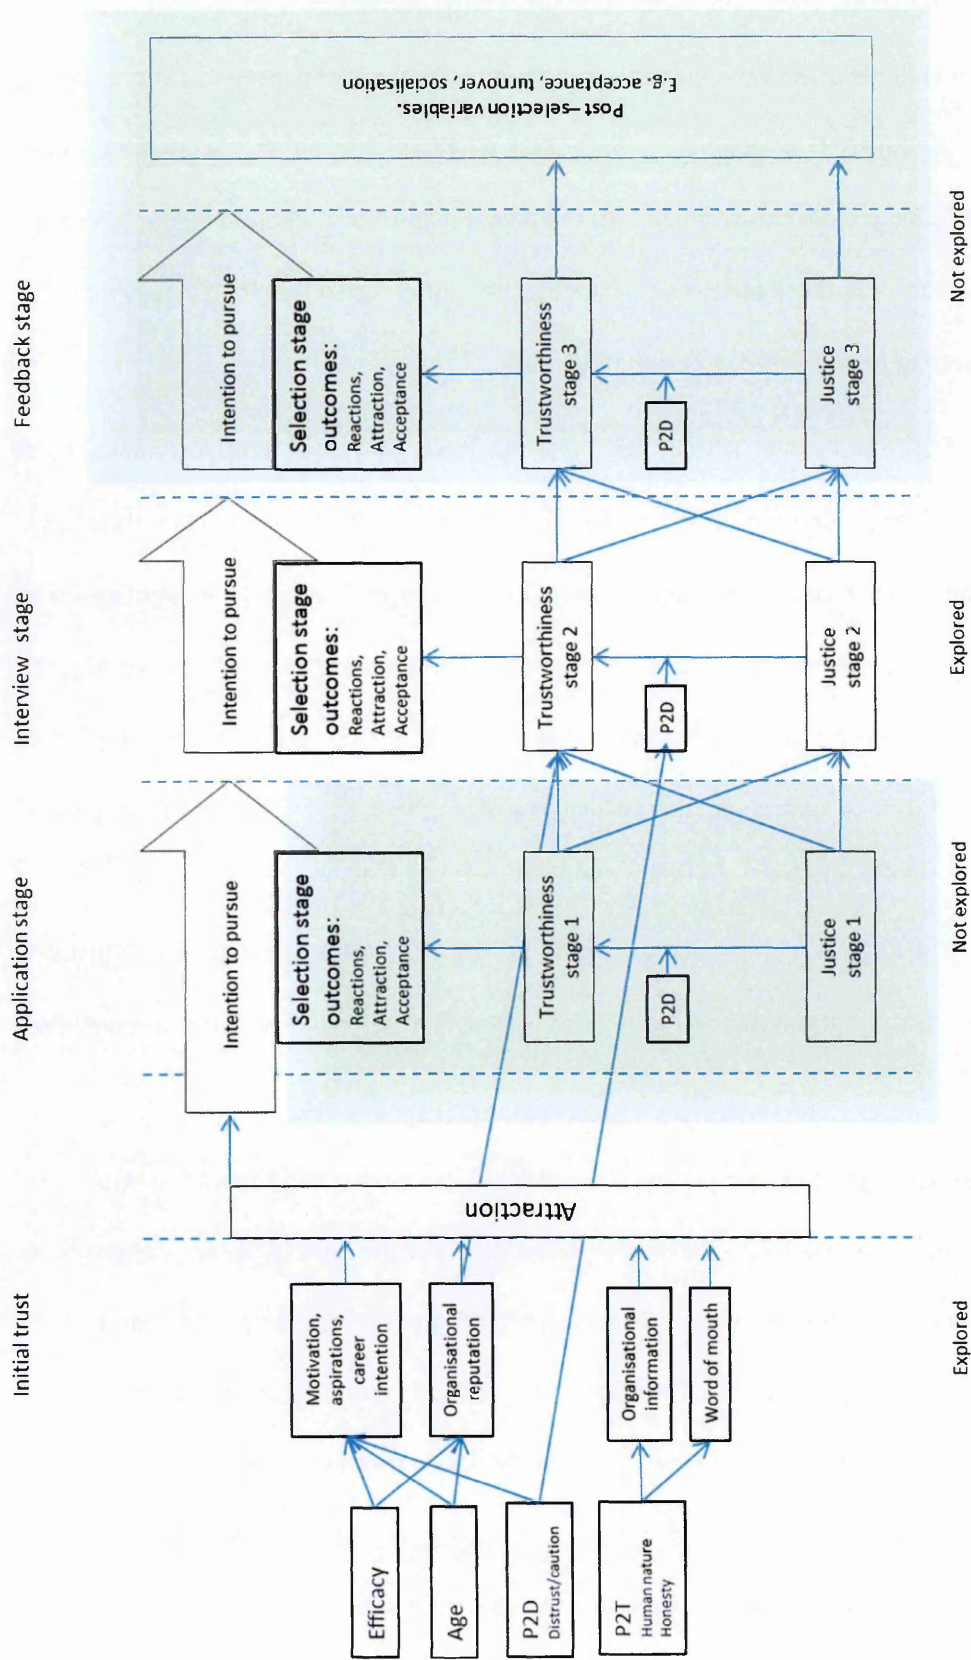 Initial trust
Application stage
Interview stage
Feedback stage
Efficacy
Age
P2D
Distrust/caution
P2T
Human nature
Honesty
Motivation,
aspirations,
career
intention
Organisational
reputation
Organisational
information
Word of mouth
Attraction
Intention to pursue
Selection stage
outcomes:
Reactions,
Attraction,
Acceptance
Trustworthiness
stage 1
P2D
Justice
stage 1
Intention to pursue
Selection stage
outcomes:
Reactions,
Attraction,
Acceptance
Trustworthiness
stage 2
P2D
Justice
stage 2
Intention to pursue
Selection stage
outcomes:
Reactions,
Attraction,
Acceptance
Trustworthiness
stage 3
P2D
Justice
stage 3
Post–selection variables.
E.g. acceptance, turnover, socialisation
Explored
Not explored
Explored
Not explored